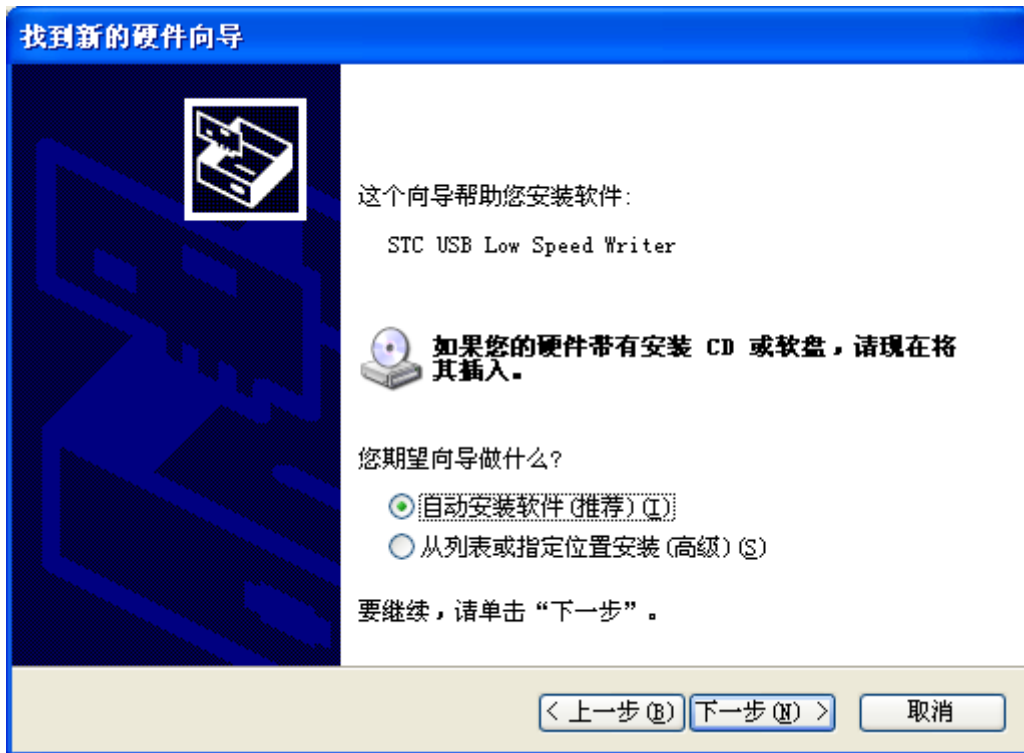 找到新的硬件向导
这个向导帮助您安装软件:
STC USB Low Speed Writer
如果您的硬件带有安装 CD 或软盘，请现在将
其插入。
您期望向导做什么?
自动安装软件(推荐)(I)
从列表或指定位置安装(高级)(S)
要继续，请单击“下一步”。
< 上一步(B) 下一步(N) > 取消